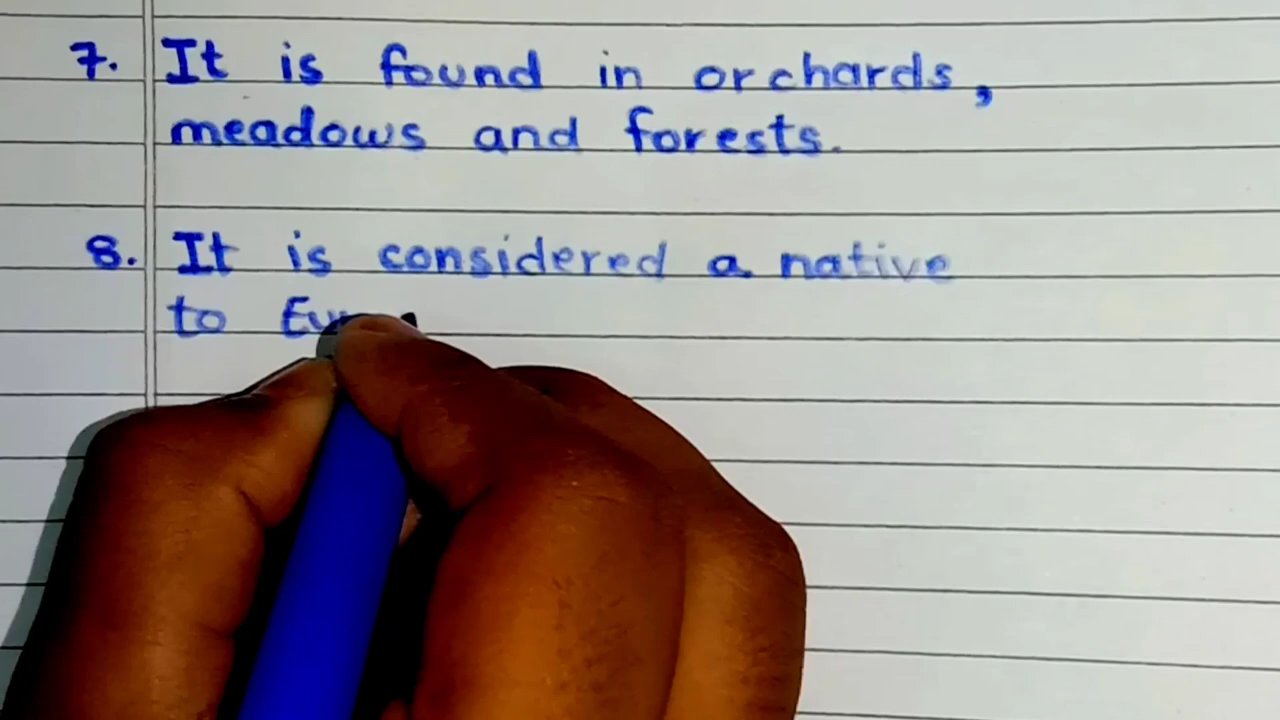 7. It is found in orchards,
meadows and forests.
8. It is considered a native
to